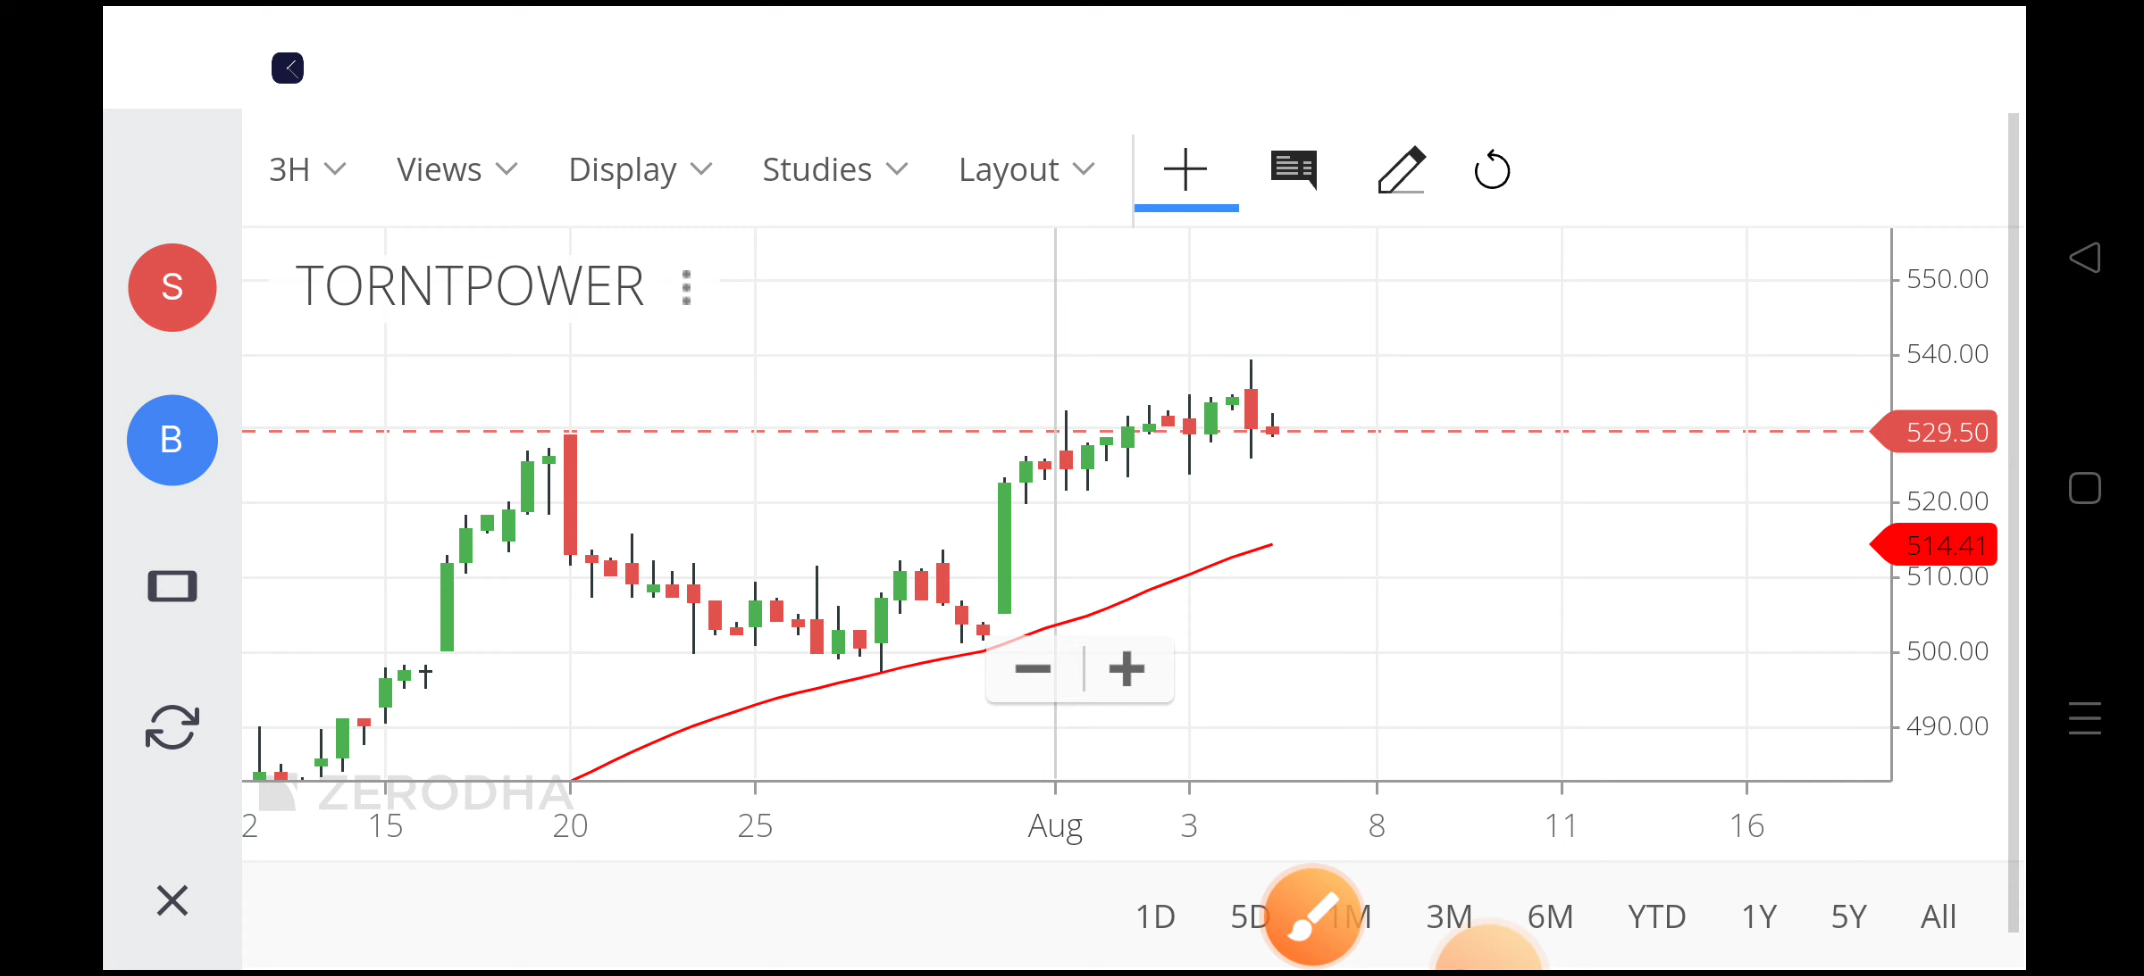 3H Views Display Studies Layout
TORNTPOWER
S
B
550.00
540.00
529.50
520.00
514.41
510.00
500.00
490.00
ZERODHA
2 15 20 25 Aug 3 8 11 16
1D 5D 1M 3M 6M YTD 1Y 5Y All